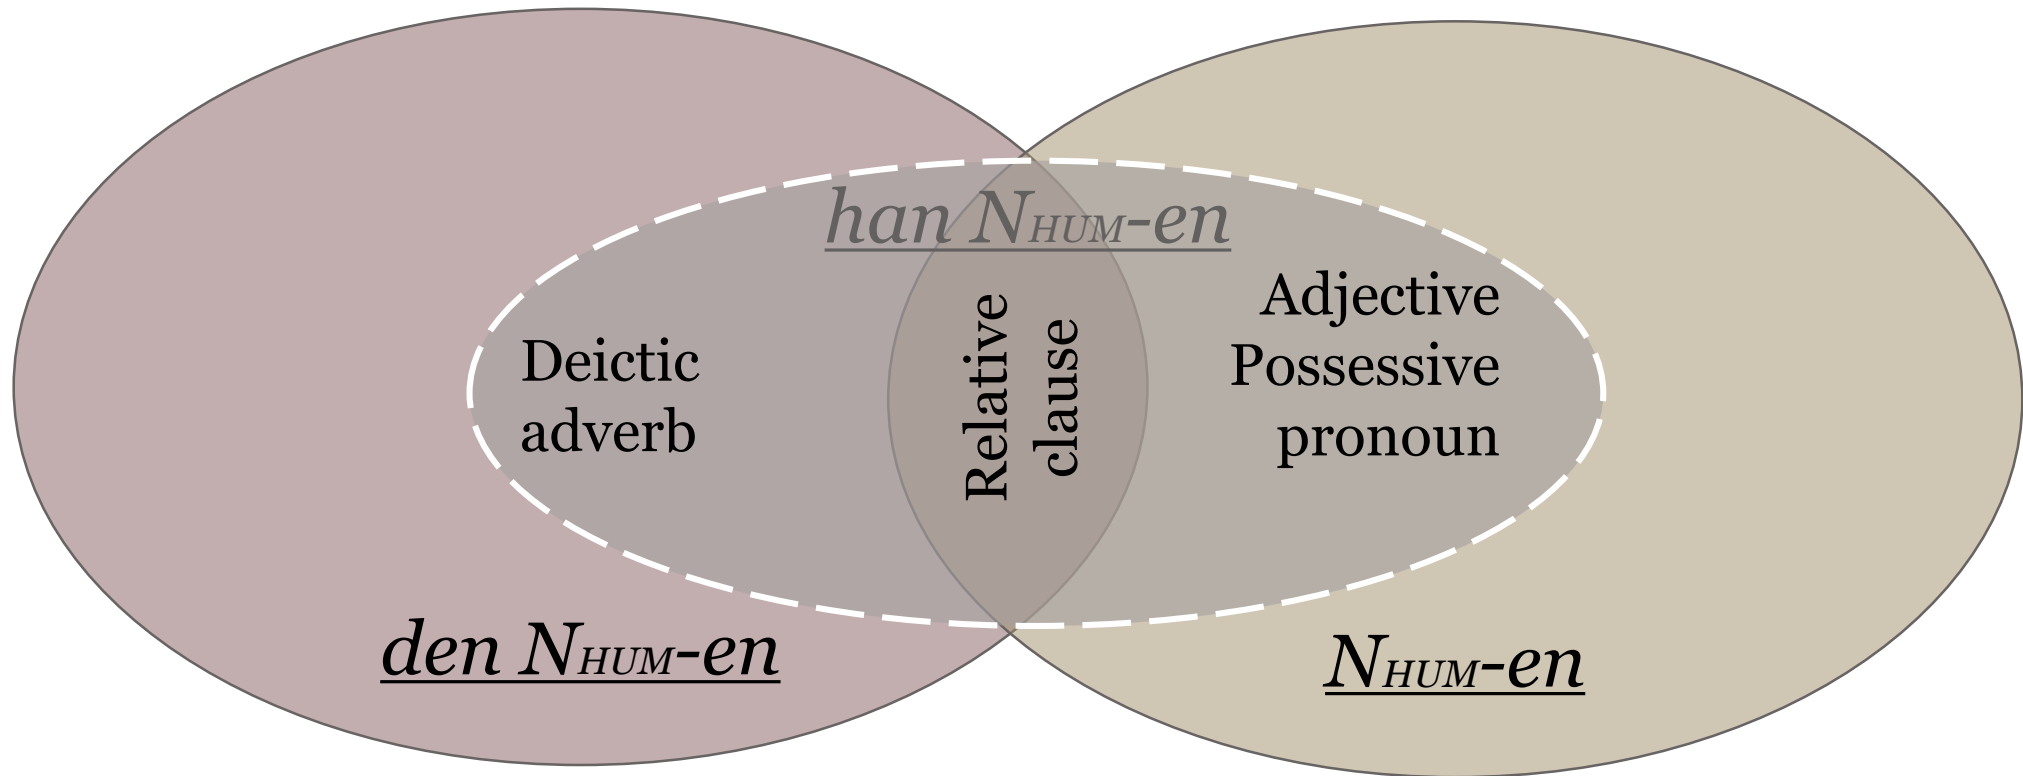 han NHUM-en
Deictic
adverb
Relative
clause
Adjective
Possessive
pronoun
den NHUM-en
NHUM-en